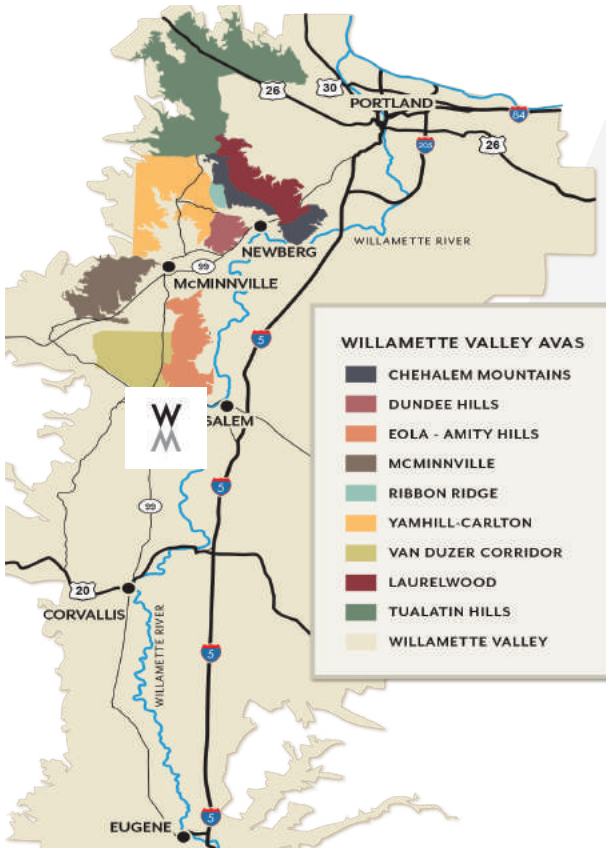 26
30
PORTLAND
84
205
26
WILLAMETTE RIVER
NEWBERG
99
McMINNVILLE
5
WILLAMETTE VALLEY AVAS
CHEHALEM MOUNTAINS
DUNDEE HILLS
EOLA - AMITY HILLS
MCMINNVILLE
RIBBON RIDGE
YAMHILL-CARLTON
VAN DUZER CORRIDOR
LAURELWOOD
TUALATIN HILLS
WILLAMETTE VALLEY
W
W
SALEM
5
99
20
CORVALLIS
WILLAMETTE RIVER
5
5
EUGENE